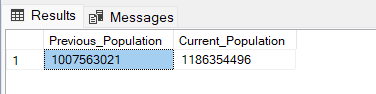 Results Messages
Previous_Population Current_Population
1 1007563021 1186354496